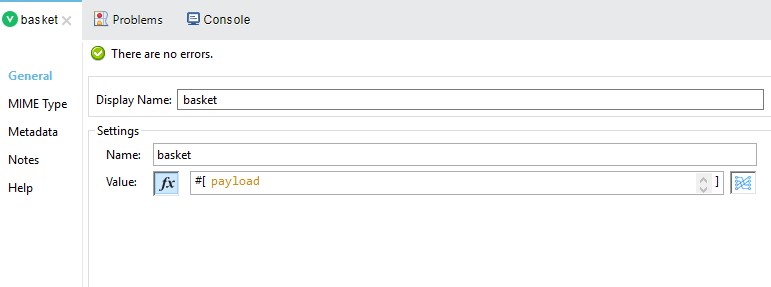 basket Problems Console
There are no errors.
General
Display Name: basket
MIME Type
Metadata
Settings
Notes
Name: basket
Help
Value: fx #[ payload ]